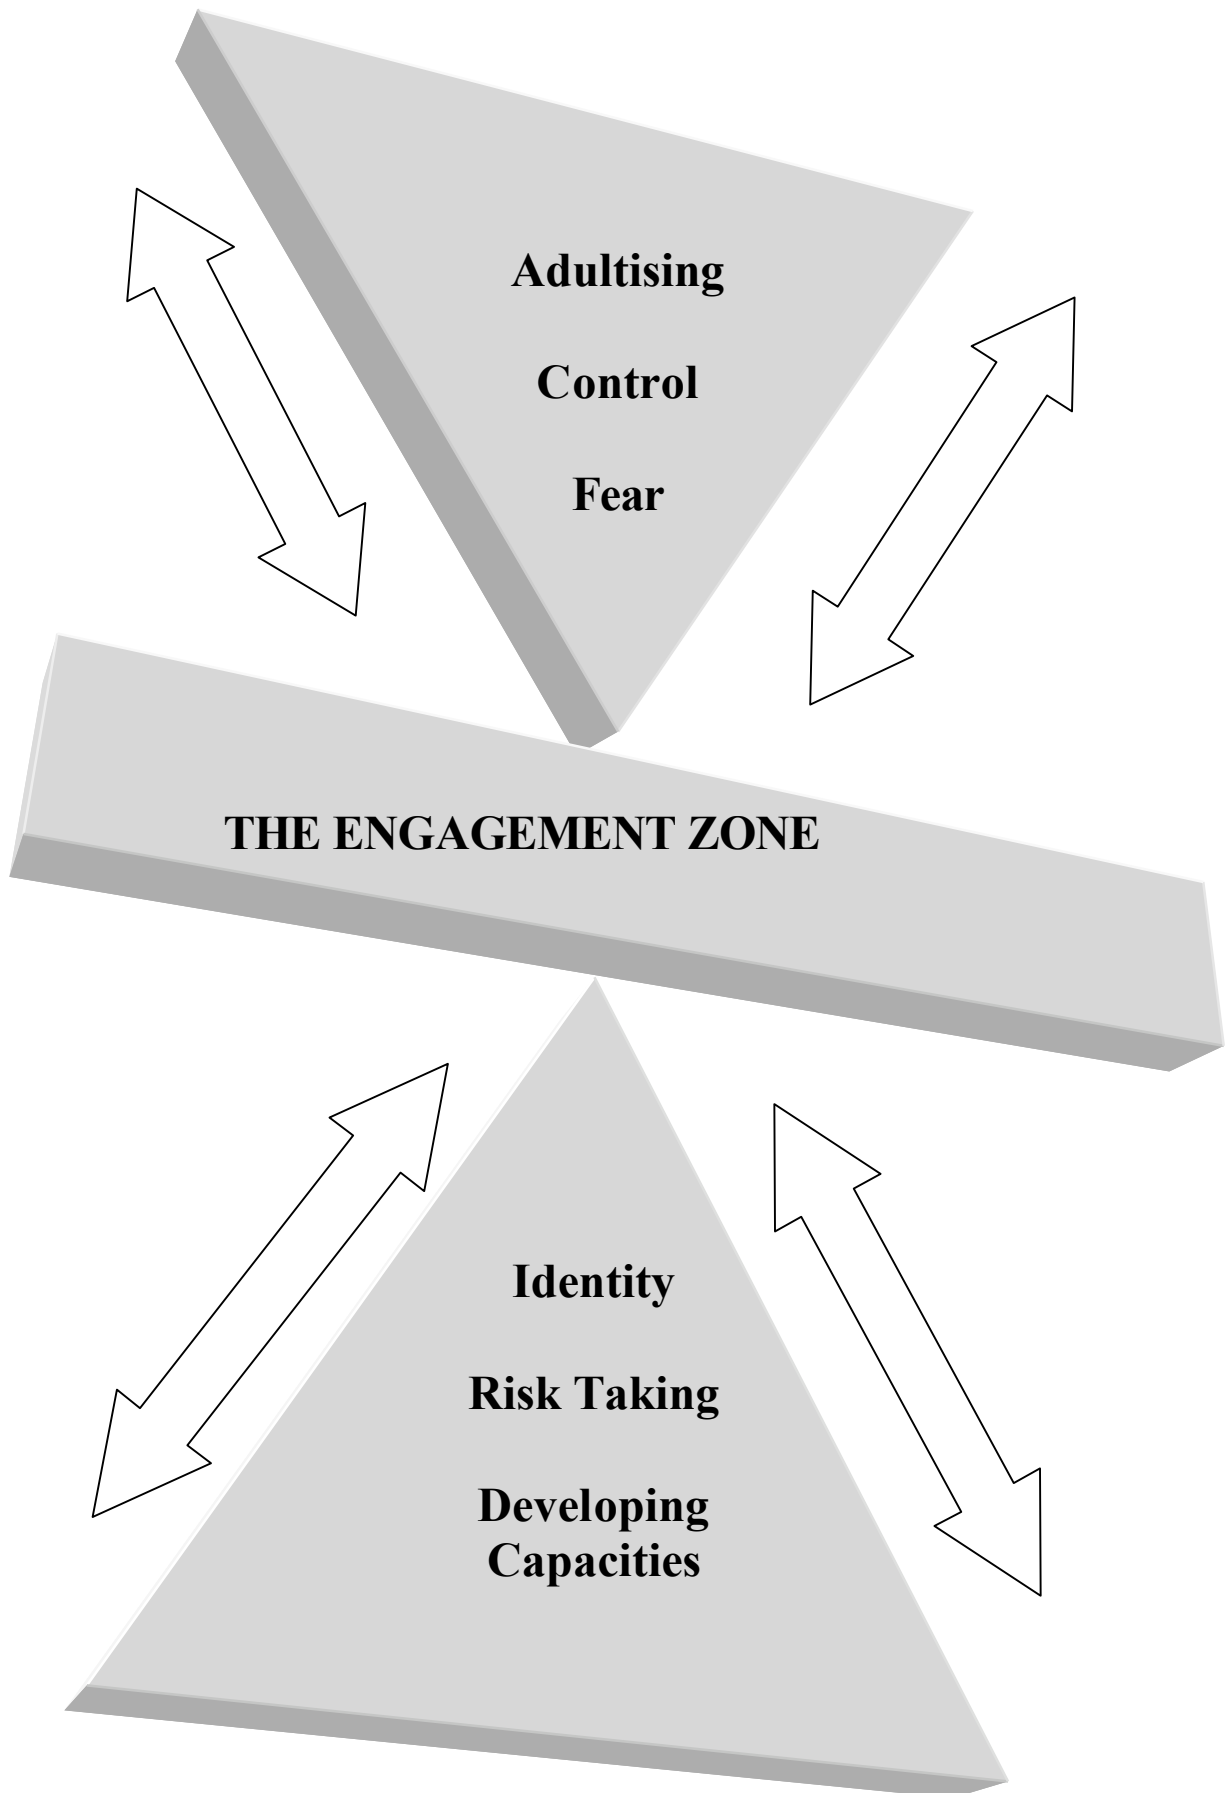 Adultising
Control
Fear
THE ENGAGEMENT ZONE
Identity
Risk Taking
Developing
Capacities